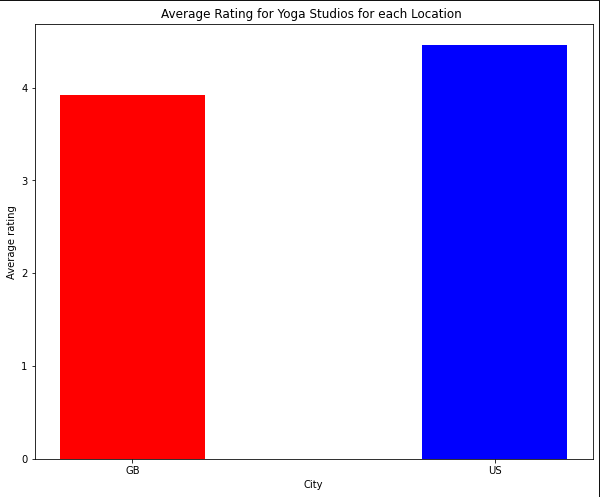 Average Rating for Yoga Studios for each Location
Average rating
4
3
2
1
0
GB
US
City